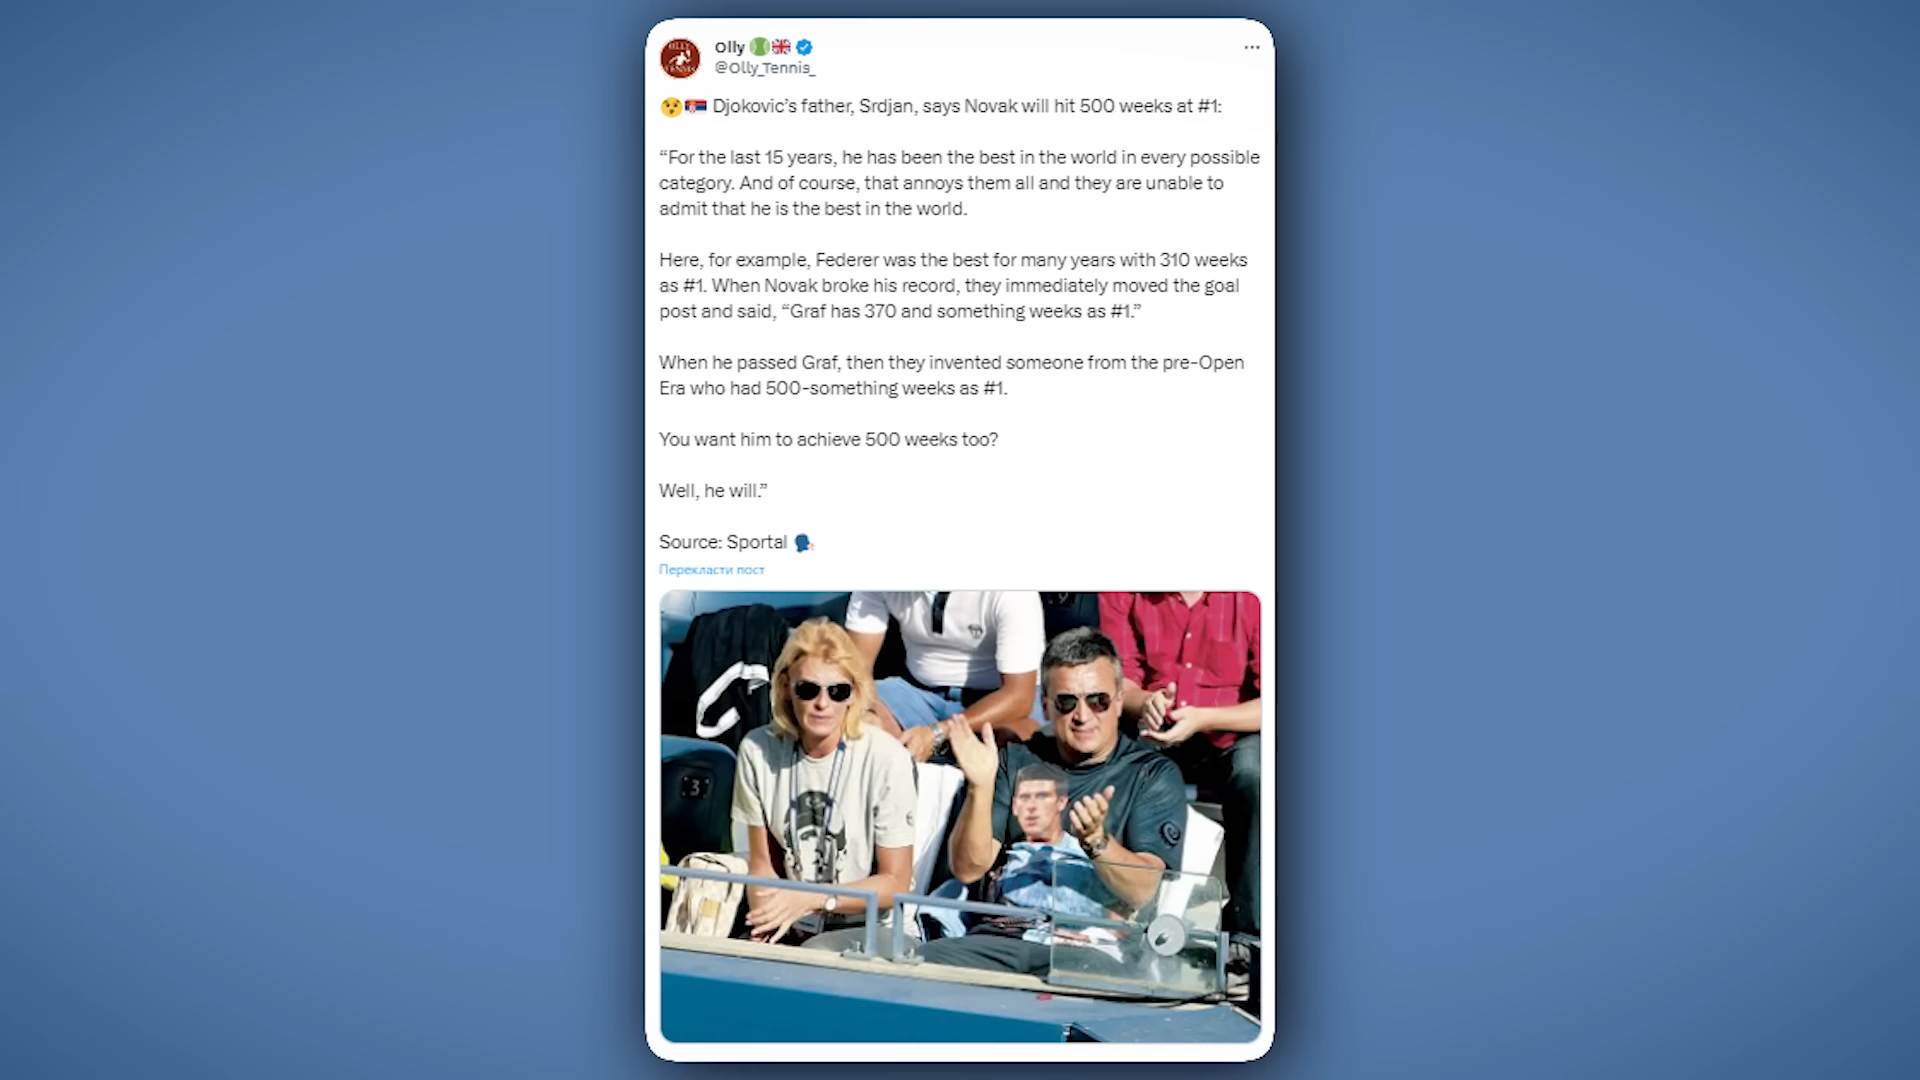 Olly 🎾🇬🇧
@Olly_Tennis_
😲🇷🇸 Djokovic’s father, Srdjan, says Novak will hit 500 weeks at #1:
“For the last 15 years, he has been the best in the world in every possible
category. And of course, that annoys them all and they are unable to
admit that he is the best in the world.
Here, for example, Federer was the best for many years with 310 weeks
as #1. When Novak broke his record, they immediately moved the goal
post and said, “Graf has 370 and something weeks as #1.”
When he passed Graf, then they invented someone from the pre-Open
Era who had 500-something weeks as #1.
You want him to achieve 500 weeks too?
Well, he will.”
Source: Sportal 🗣️
Перекласти пост
3